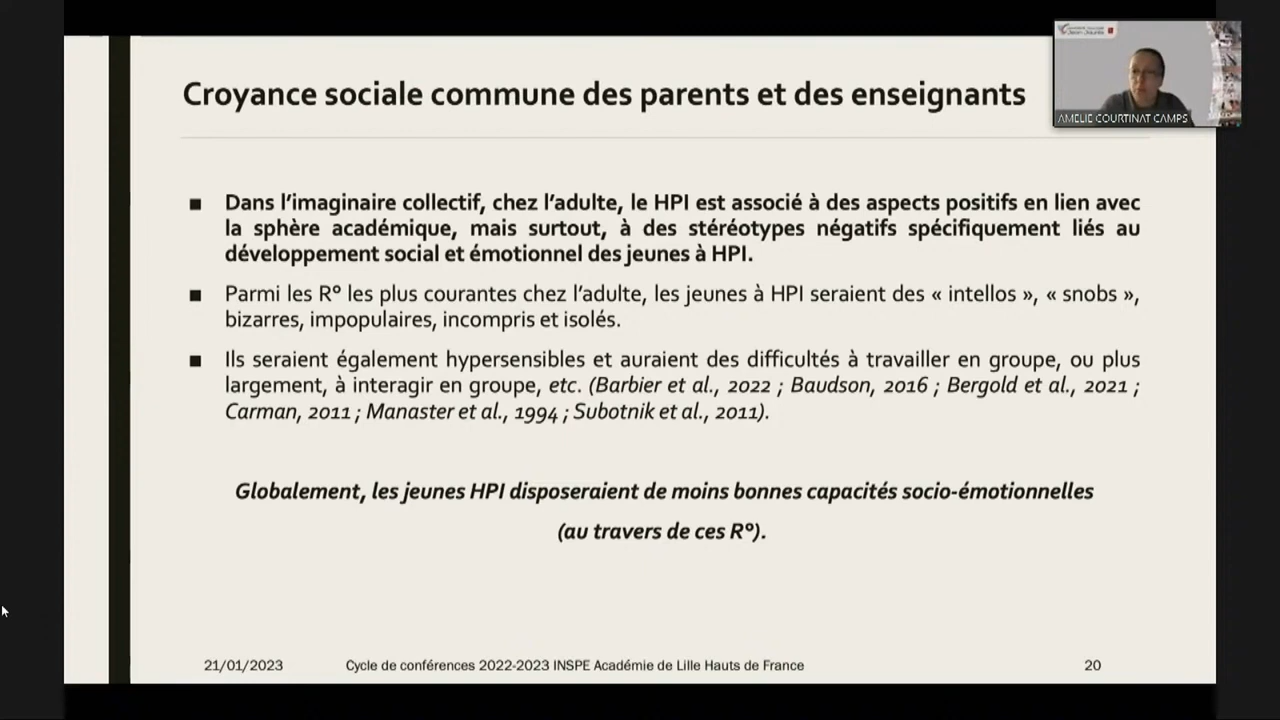 Croyance sociale commune des parents et des enseignants
Jean Jaurès
AMELIE COURTINAT CAMPS
■ Dans l’imaginaire collectif, chez l’adulte, le HPI est associé à des aspects positifs en lien avec
la sphère académique, mais surtout, à des stéréotypes négatifs spécifiquement liés au
développement social et émotionnel des jeunes à HPI.
■ Parmi les R° les plus courantes chez l’adulte, les jeunes à HPI seraient des « intellos », « snobs »,
bizarres, impopulaires, incompris et isolés.
■ Ils seraient également hypersensibles et auraient des difficultés à travailler en groupe, ou plus
largement, à interagir en groupe, etc. (Barbier et al., 2022 ; Baudson, 2016 ; Bergold et al., 2021 ;
Carman, 2011 ; Manaster et al., 1994 ; Subotnik et al., 2011).
Globalement, les jeunes HPI disposeraient de moins bonnes capacités socio-émotionnelles
(au travers de ces R°).
21/01/2023 Cycle de conférences 2022-2023 INSPE Académie de Lille Hauts de France 20